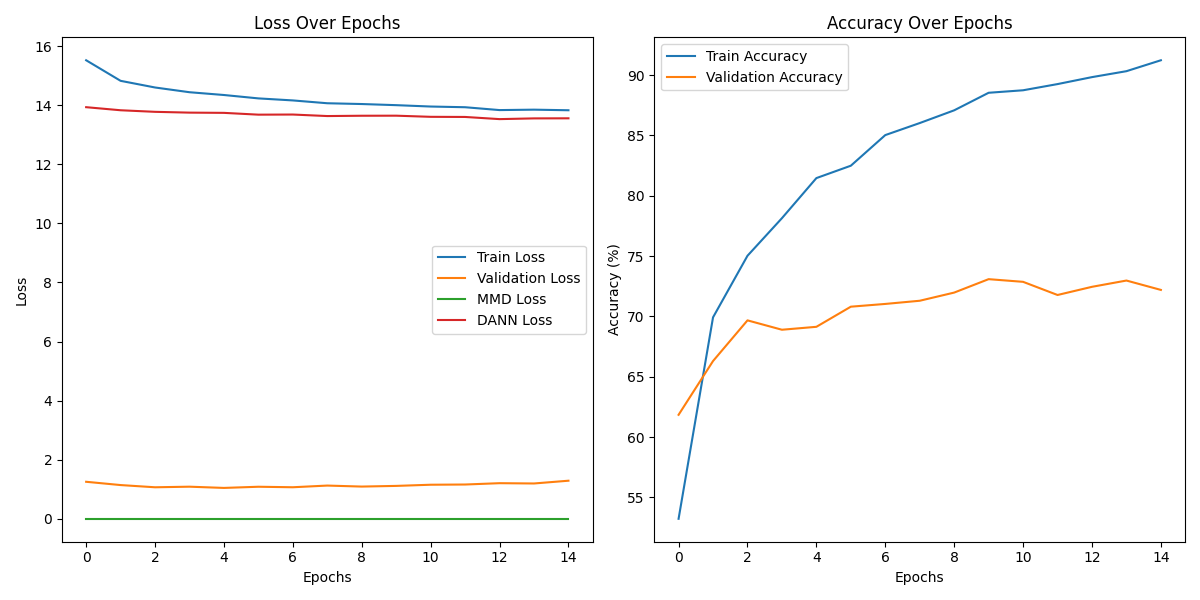 Loss Over Epochs
16
14
12
10
8
6
4
2
0
Loss
Train Loss
Validation Loss
MMD Loss
DANN Loss
0 2 4 6 8 10 12 14
Epochs
Accuracy Over Epochs
Train Accuracy
Validation Accuracy
90
85
80
75
70
65
60
55
Accuracy (%)
0 2 4 6 8 10 12 14
Epochs